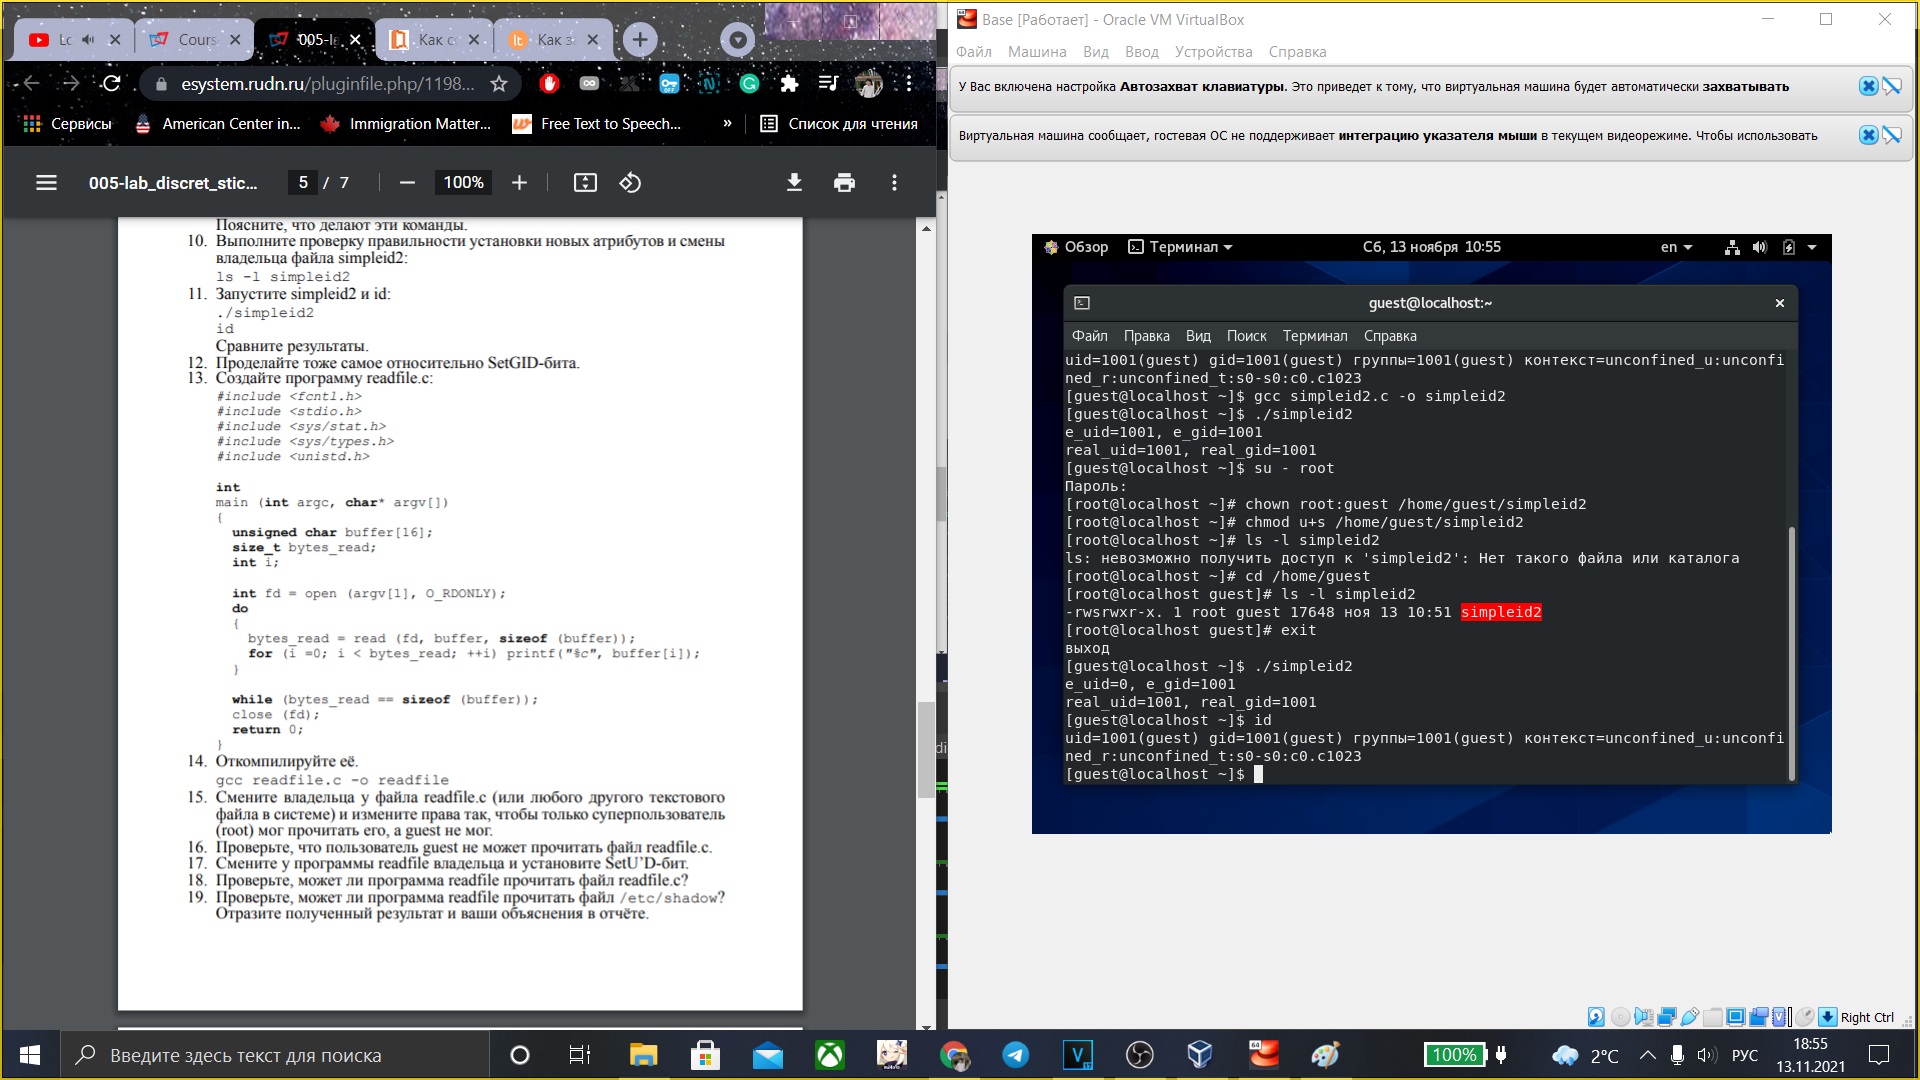 Lc
Cours
005-le
Как с
Как з
esystem.rudn.ru/pluginfile.php/1198...
Сервисы
American Center in...
Immigration Matter...
Free Text to Speech...
»
Список для чтения
005-lab_discret_stic...
5 / 7
100%
Поясните, что делают эти команды.
10. Выполните проверку правильности установки новых атрибутов и смены
владельца файла simpleid2:
ls -l simpleid2
11. Запустите simpleid2 и id:
./simpleid2
id
Сравните результаты.
12. Проделайте тоже самое относительно SetGID-бита.
13. Создайте программу readfile.c:
#include <fcntl.h>
#include <stdio.h>
#include <sys/stat.h>
#include <sys/types.h>
#include <unistd.h>
int
main (int argc, char* argv[])
{
unsigned char buffer[16];
size_t bytes_read;
int i;
int fd = open (argv[1], O_RDONLY);
do
{
bytes_read = read (fd, buffer, sizeof (buffer));
for (i =0; i < bytes_read; ++i) printf("%c", buffer[i]);
}
while (bytes_read == sizeof (buffer));
close (fd);
return 0;
}
14. Откомпилируйте её.
gcc readfile.c -o readfile
15. Смените владельца у файла readfile.c (или любого другого текстового
файла в системе) и измените права так, чтобы только суперпользователь
(root) мог прочитать его, a guest не мог.
16. Проверьте, что пользователь guest не может прочитать файл readfile.c.
17. Смените у программы readfile владельца и установите SetU'D-бит.
18. Проверьте, может ли программа readfile прочитать файл readfile.c?
19. Проверьте, может ли программа readfile прочитать файл /etc/shadow?
Отразите полученный результат и ваши объяснения в отчёте.
Base [Работает] - Oracle VM VirtualBox
Файл Машина Вид Ввод Устройства Справка
У Вас включена настройка Автозахват клавиатуры. Это приведет к тому, что виртуальная машина будет автоматически захватывать
Виртуальная машина сообщает, гостевая ОС не поддерживает интеграцию указателя мыши в текущем видеорежиме. Чтобы использовать
Обзор Терминал Сб, 13 ноября 10:55 en
guest@localhost:~
Файл Правка Вид Поиск Терминал Справка
uid=1001(guest) gid=1001(guest) группы=1001(guest) контекст=unconfined_u:unconfi
ned_r:unconfined_t:s0-s0:c0.c1023
[guest@localhost ~]$ gcc simpleid2.c -o simpleid2
[guest@localhost ~]$ ./simpleid2
e_uid=1001, e_gid=1001
real_uid=1001, real_gid=1001
[guest@localhost ~]$ su - root
Пароль:
[root@localhost ~]# chown root:guest /home/guest/simpleid2
[root@localhost ~]# chmod u+s /home/guest/simpleid2
[root@localhost ~]# ls -l simpleid2
ls: невозможно получить доступ к 'simpleid2': Нет такого файла или каталога
[root@localhost ~]# cd /home/guest
[root@localhost guest]# ls -l simpleid2
-rwsrwxr-x. 1 root guest 17648 ноя 13 10:51 simpleid2
[root@localhost guest]# exit
выход
[guest@localhost ~]$ ./simpleid2
e_uid=0, e_gid=1001
real_uid=1001, real_gid=1001
[guest@localhost ~]$ id
uid=1001(guest) gid=1001(guest) группы=1001(guest) контекст=unconfined_u:unconfi
ned_r:unconfined_t:s0-s0:c0.c1023
[guest@localhost ~]$
Right Ctrl
Введите здесь текст для поиска
100%
2°C
РУС
18:55
13.11.2021